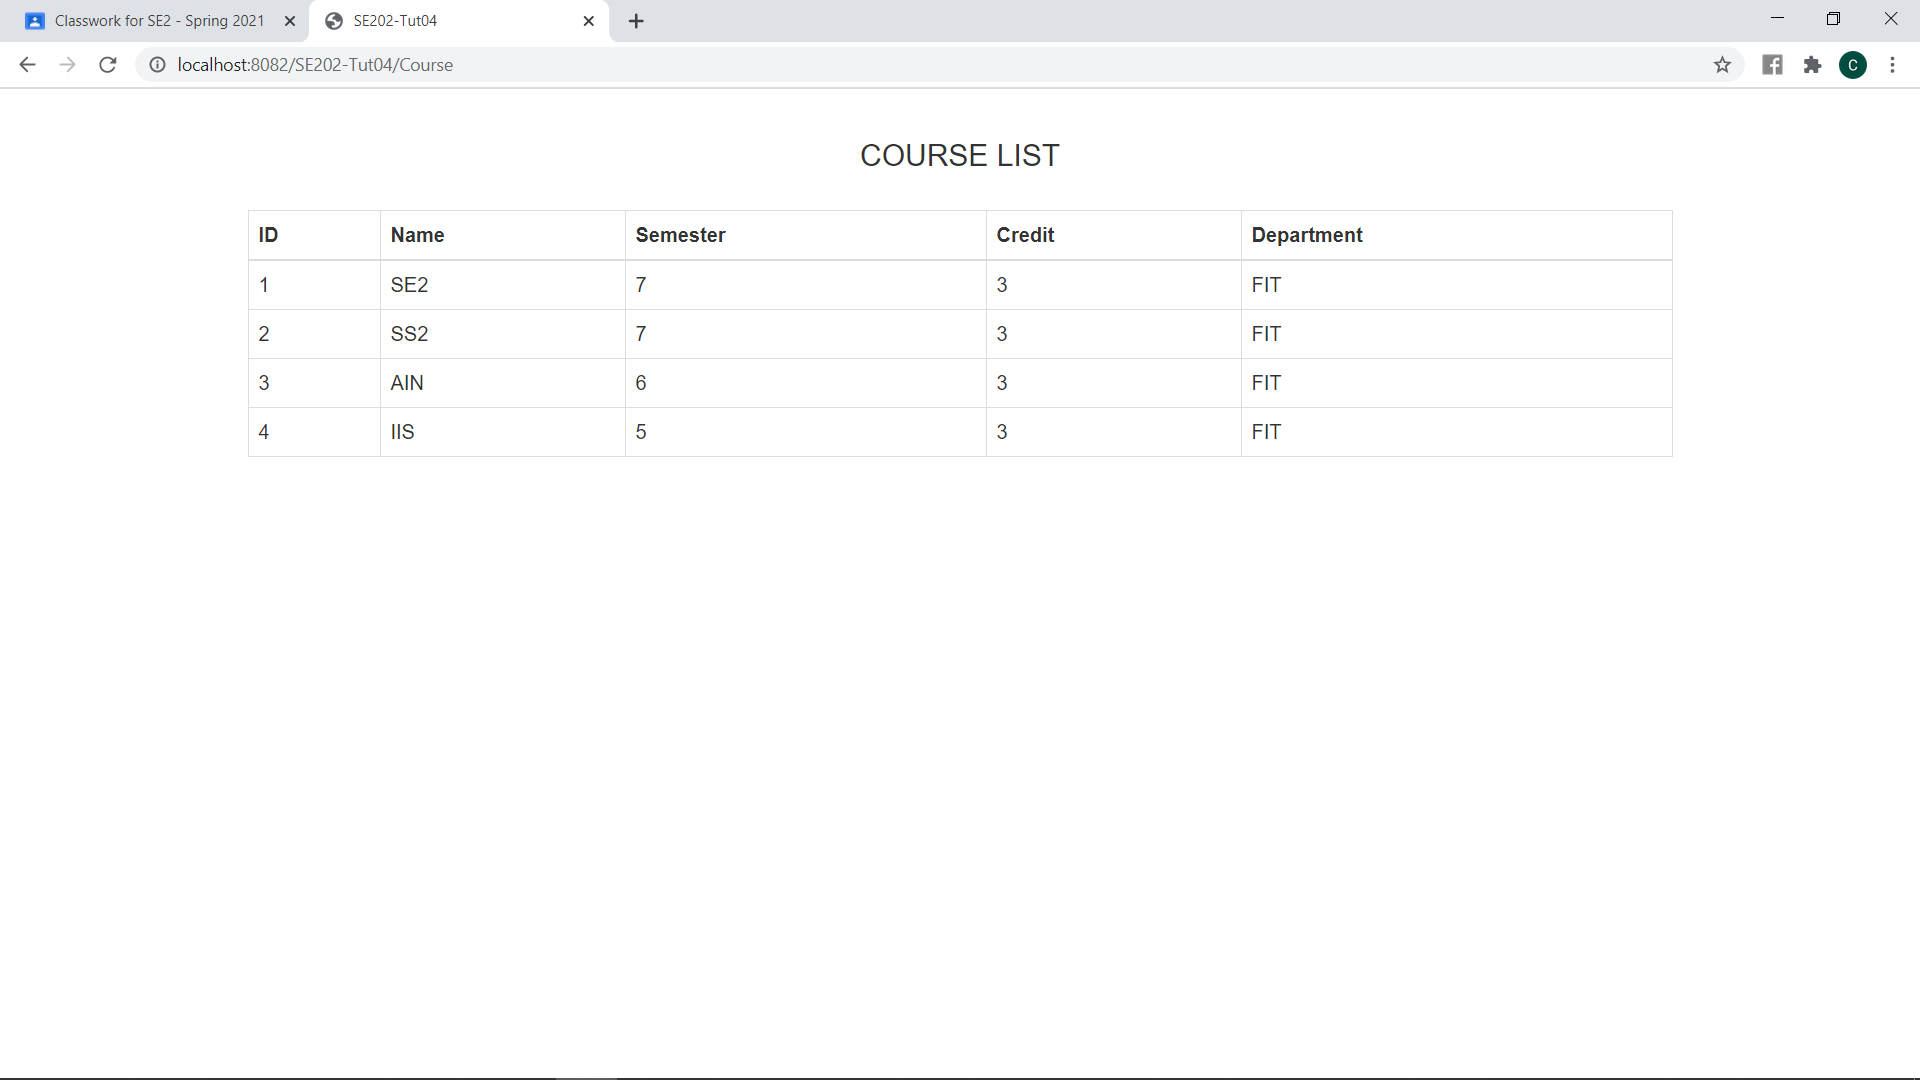 Classwork for SE2 - Spring 2021
SE202-Tut04
localhost:8082/SE202-Tut04/Course
C
COURSE LIST
ID Name Semester Credit Department
1 SE2 7 3 FIT
2 SS2 7 3 FIT
3 AIN 6 3 FIT
4 IIS 5 3 FIT